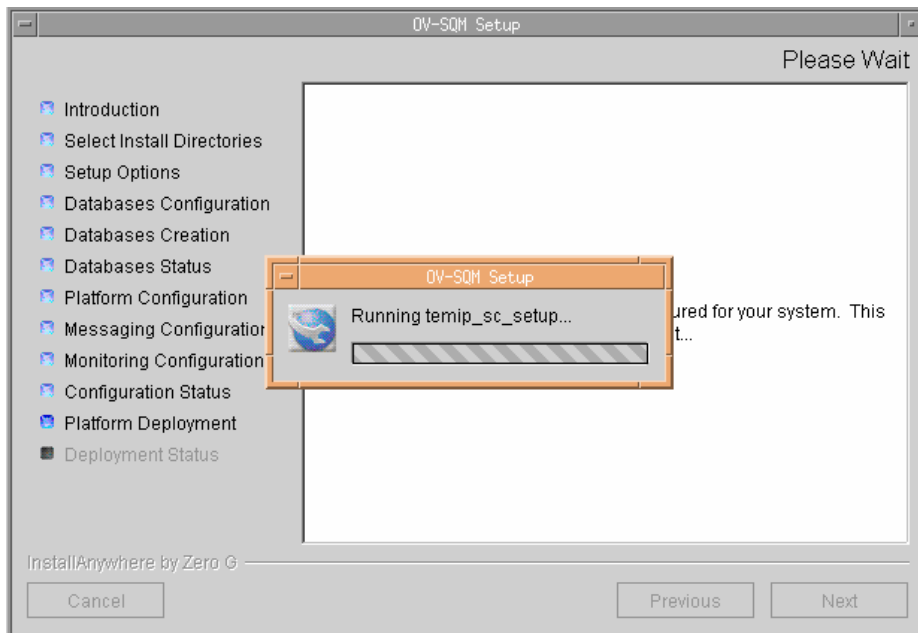 OV-SQM Setup
Please Wait
Introduction
Select Install Directories
Setup Options
Databases Configuration
Databases Creation
Databases Status
Platform Configuration
Messaging Configuration
Monitoring Configuration
Configuration Status
Platform Deployment
Deployment Status
OV-SQM Setup
Running temip_sc_setup...
ured for your system. This
t...
InstallAnywhere by Zero G
Cancel
Previous
Next